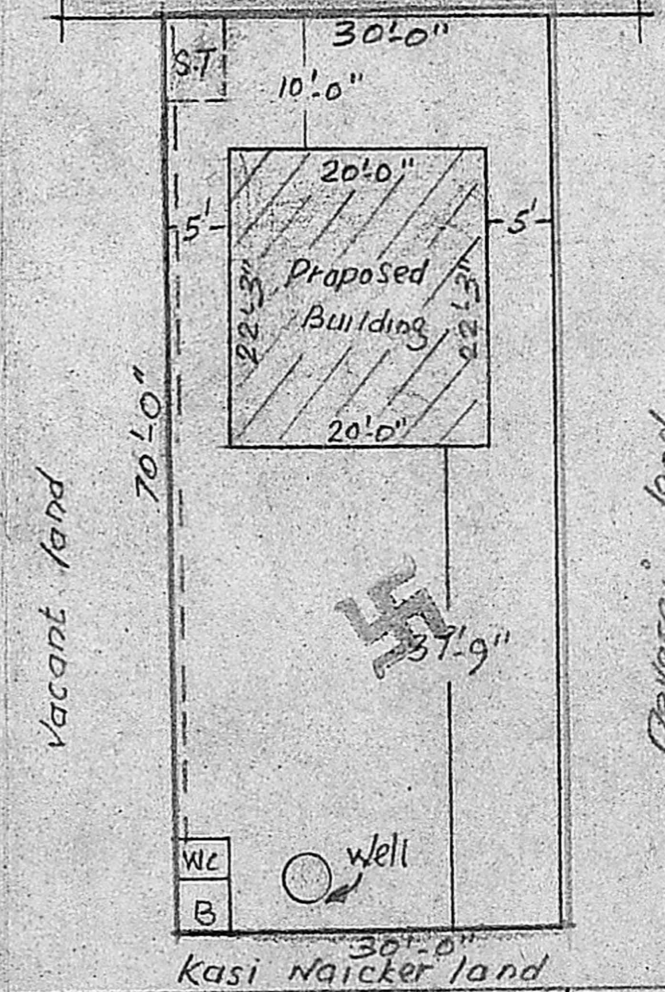 30'-0"
S.T
10'-0"
20'-0"
5'
5'
Proposed
Building
22'-3"
22'-3"
20'-0"
70'-0"
Vacant land
37'-9"
WC
Well
B
30'-0"
Kasi Naicker land